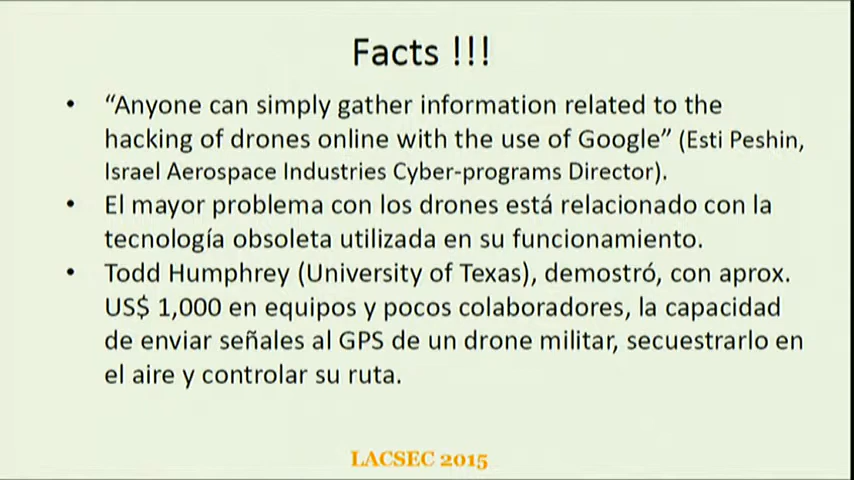 Facts !!!
• “Anyone can simply gather information related to the
hacking of drones online with the use of Google” (Esti Peshin,
Israel Aerospace Industries Cyber-programs Director).
• El mayor problema con los drones está relacionado con la
tecnología obsoleta utilizada en su funcionamiento.
• Todd Humphrey (University of Texas), demostró, con aprox.
US$ 1,000 en equipos y pocos colaboradores, la capacidad
de enviar señales al GPS de un drone militar, secuestrarlo en
el aire y controlar su ruta.
LACSEC 2015